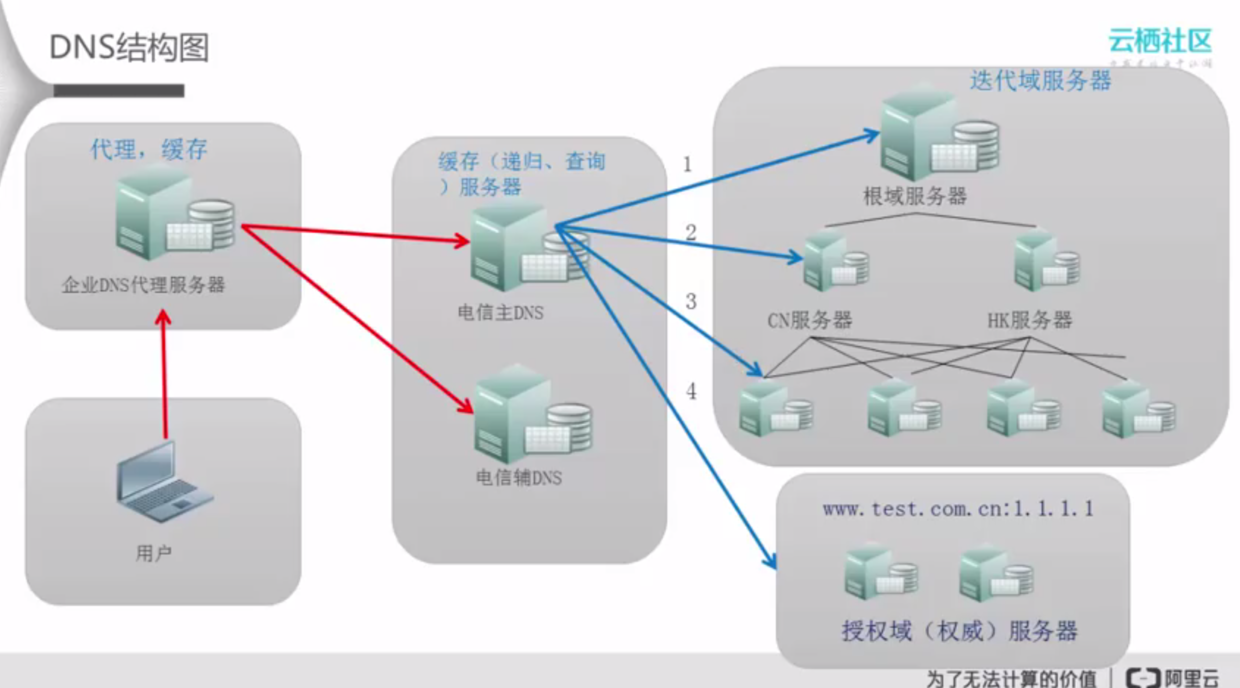 DNS结构图
云栖社区
迭代域服务器
代理，缓存
缓存（递归、查询
）服务器
1
根域服务器
2
企业DNS代理服务器
电信主DNS
3
CN服务器
HK服务器
4
电信辅DNS
www.test.com.cn:1.1.1.1
用户
授权域（权威）服务器
为了无法计算的价值
阿里云